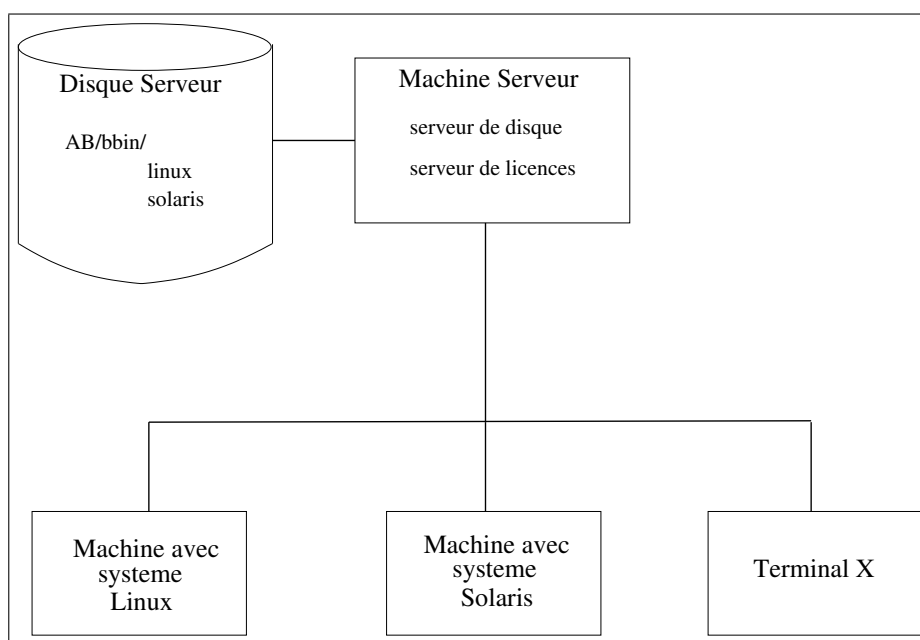 Disque Serveur
AB/bbin/
linux
solaris
Machine Serveur
serveur de disque
serveur de licences
Machine avec
systeme
Linux
Machine avec
systeme
Solaris
Terminal X